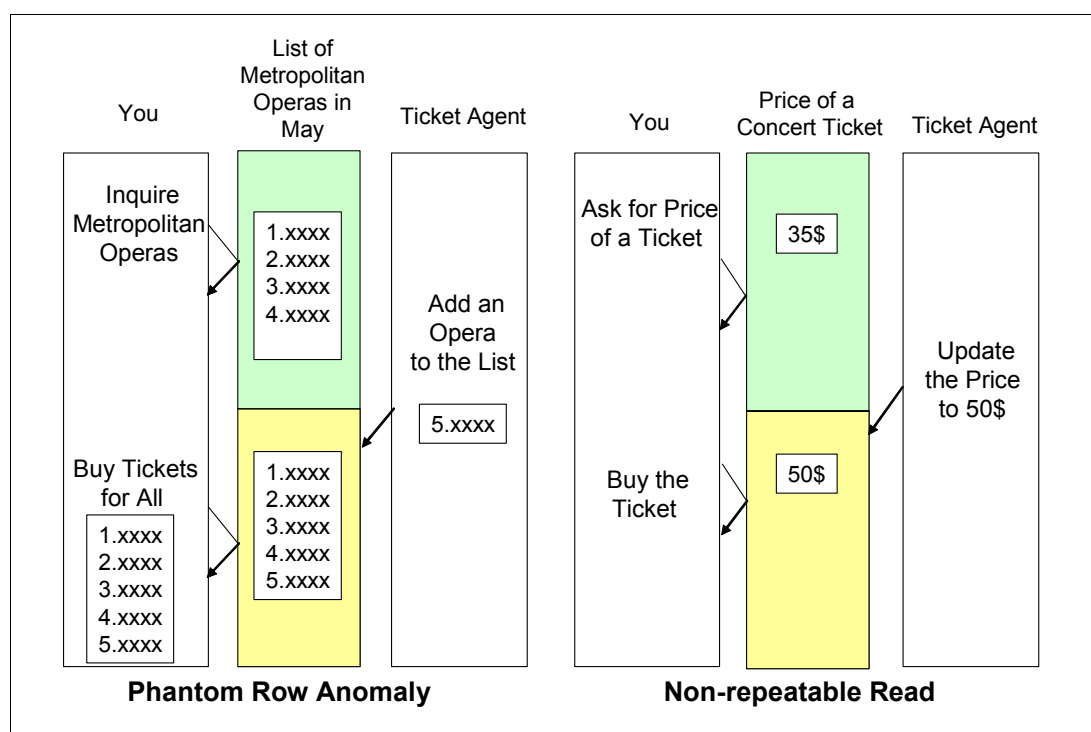 You
List of
Metropolitan
Operas in
May
Ticket Agent
Inquire
Metropolitan
Operas
1.xxxx
2.xxxx
3.xxxx
4.xxxx
Add an
Opera
to the List
5.xxxx
Buy Tickets
for All
1.xxxx
2.xxxx
3.xxxx
4.xxxx
5.xxxx
1.xxxx
2.xxxx
3.xxxx
4.xxxx
5.xxxx
Phantom Row Anomaly
You
Price of a
Concert Ticket
Ticket Agent
Ask for Price
of a Ticket
35$
Update
the Price
to 50$
Buy the
Ticket
50$
Non-repeatable Read